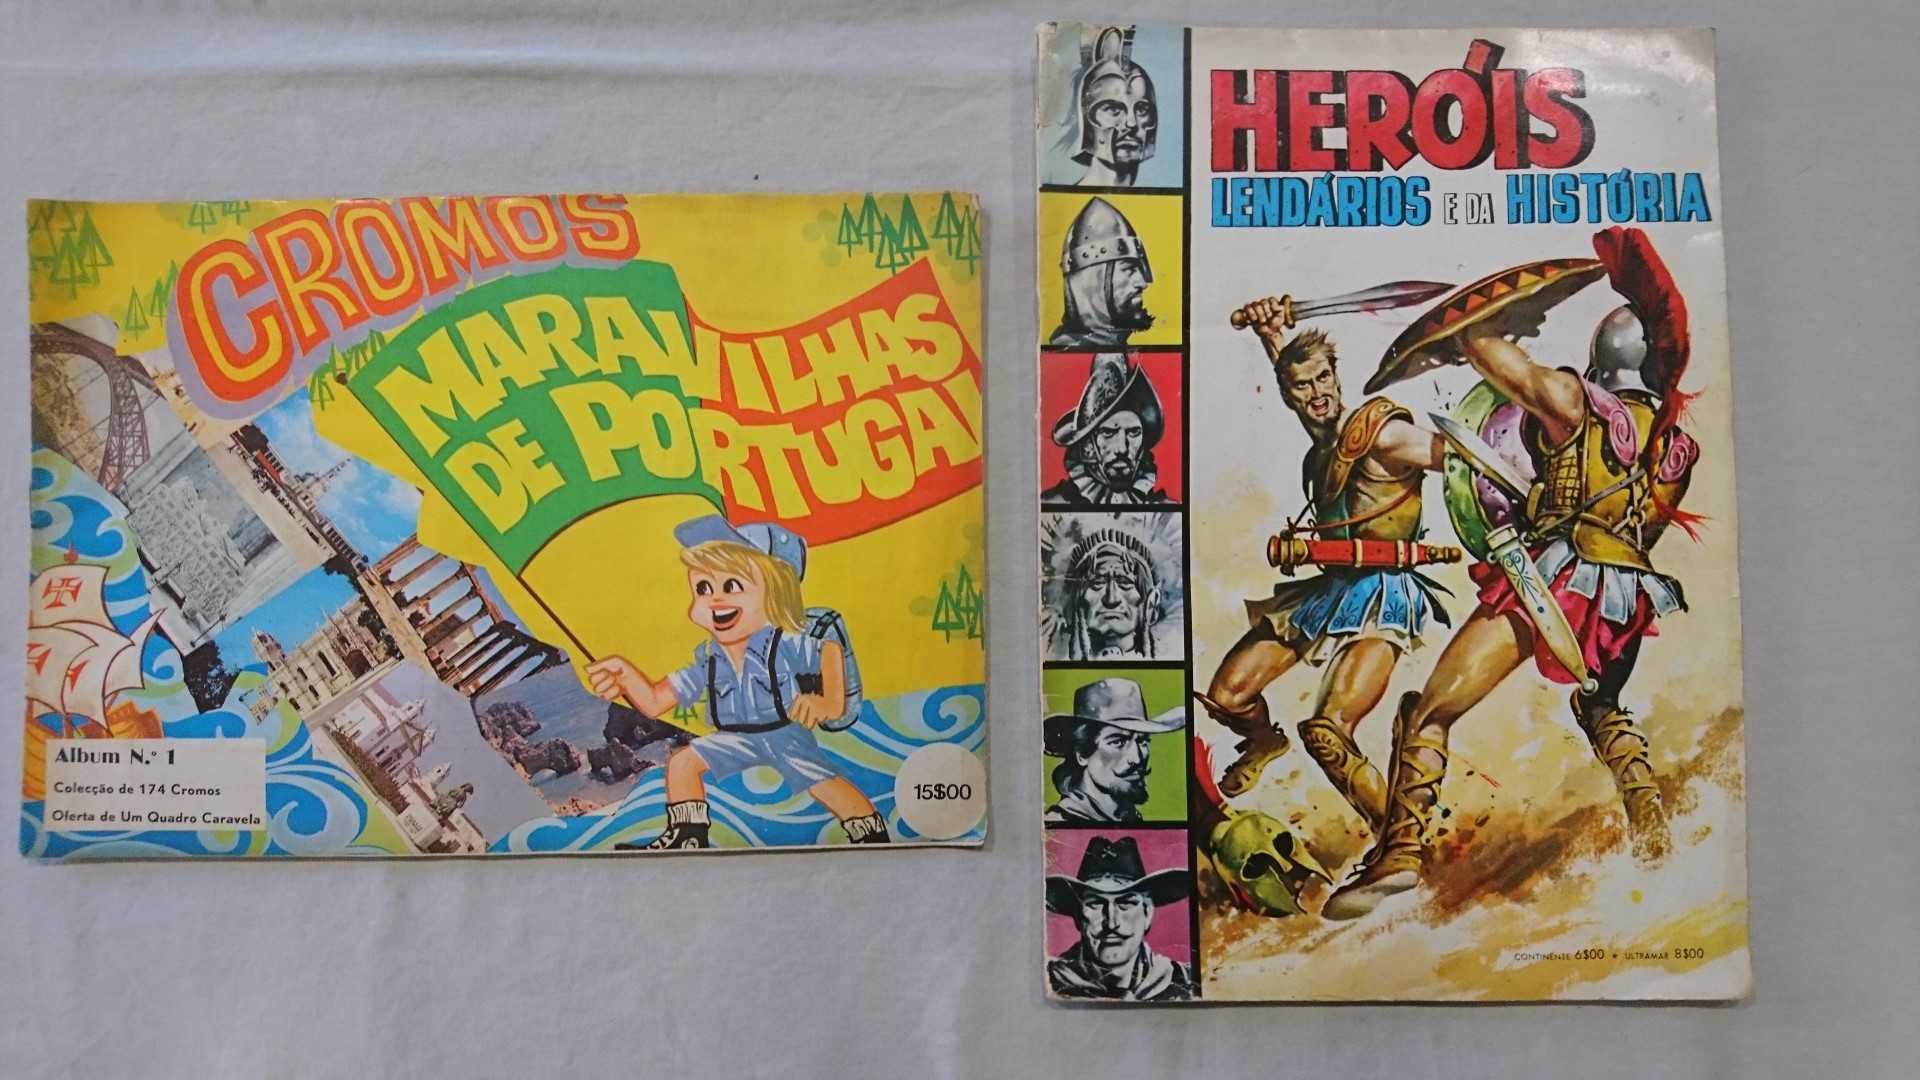 CROMOS
MARAVILHAS
DE PORTUGAL
Album N.º 1
Colecção de 174 Cromos
Oferta de Um Quadro Caravela
15$00
HERÓIS
LENDÁRIOS E DA HISTÓRIA
CONTINENTE 6$00 * ULTRAMAR 8$00